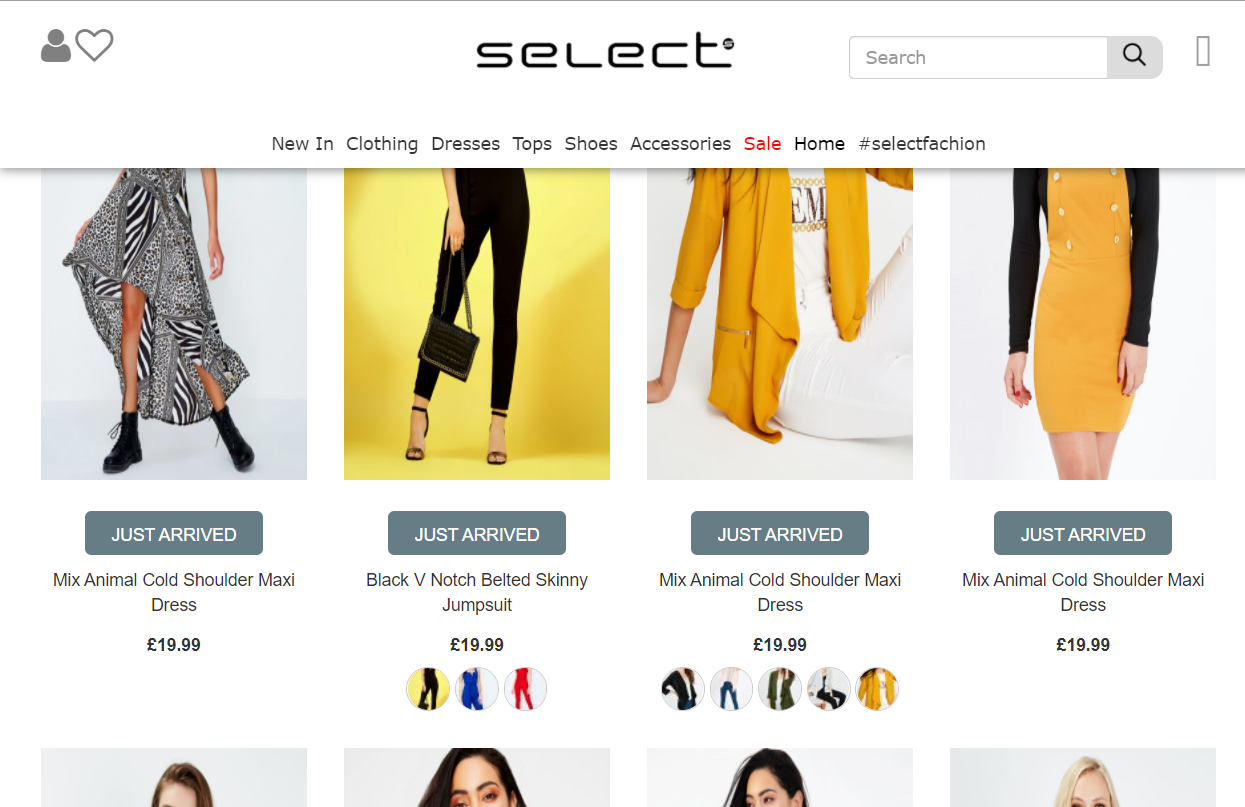 select
Search
New In Clothing Dresses Tops Shoes Accessories Sale Home #selectfashion
EM
JUST ARRIVED JUST ARRIVED JUST ARRIVED JUST ARRIVED
Mix Animal Cold Shoulder Maxi
Dress
£19.99
Black V Notch Belted Skinny
Jumpsuit
£19.99
Mix Animal Cold Shoulder Maxi
Dress
£19.99
Mix Animal Cold Shoulder Maxi
Dress
£19.99